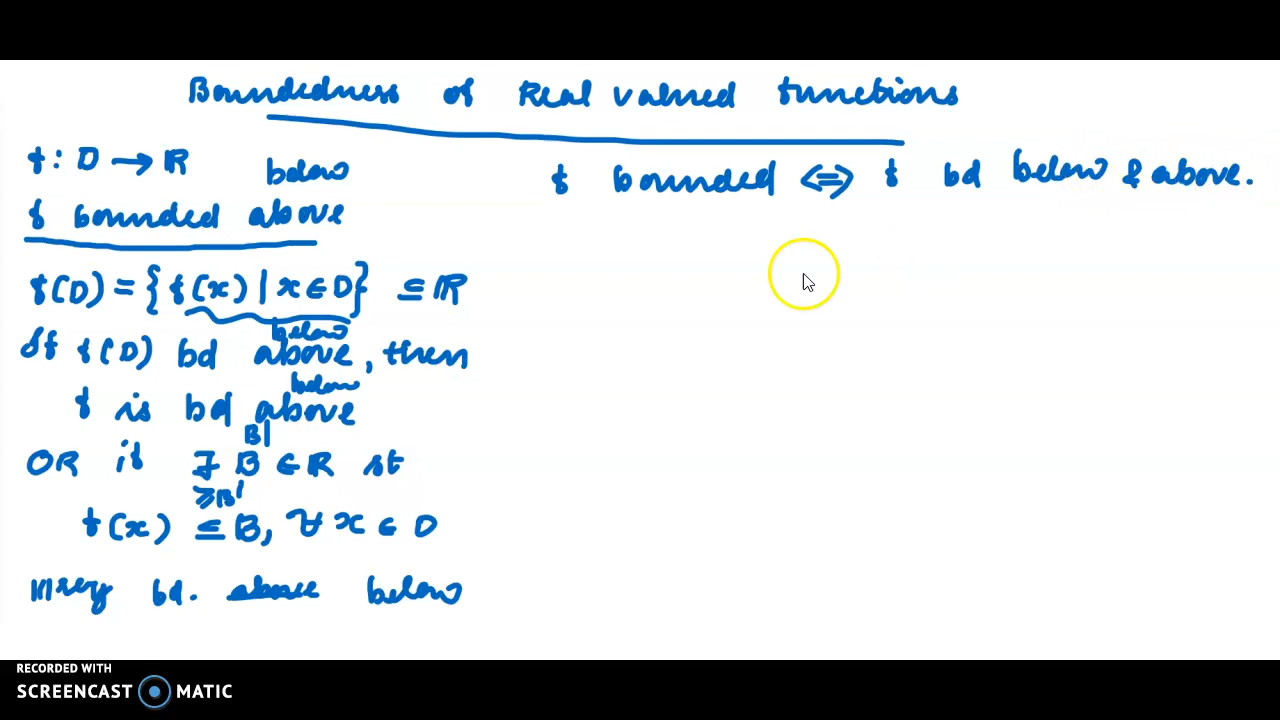 Boundedness of Real valued functions
f : D → R
below
f bounded above
f(D) = {f(x) | x ∈ D} ⊆ R
below
If f(D) bd above, then
below
f is bd above
B'
OR if ∃ B ∈ R st
≥B'
f(x) ≤ B, ∀ x ∈ D
|||rly bd. above below
f bounded ⇔ f bd below & above.
RECORDED WITH
SCREENCAST MATIC